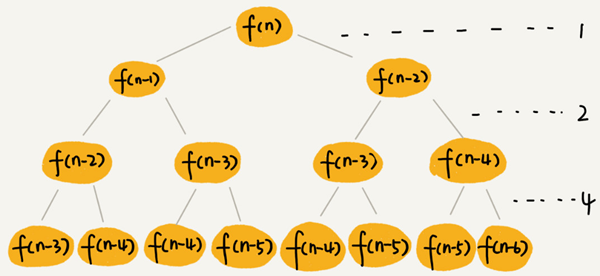 f(n) 1
f(n-1) f(n-2)
2
f(n-2) f(n-3) f(n-3) f(n-4)
4
f(n-3) f(n-4) f(n-4) f(n-5) f(n-4) f(n-5) f(n-5) f(n-6)